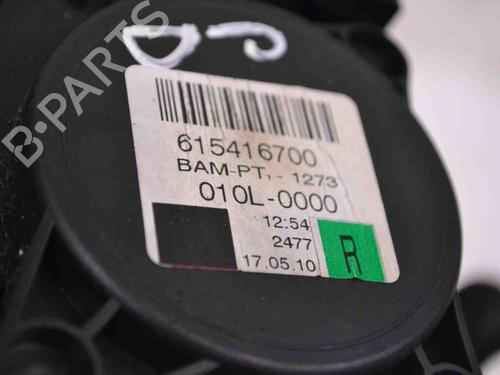 B-PARTS
615416700
BAM-PT, - 1273
010L-0000
12:54
2477
17.05.10
R